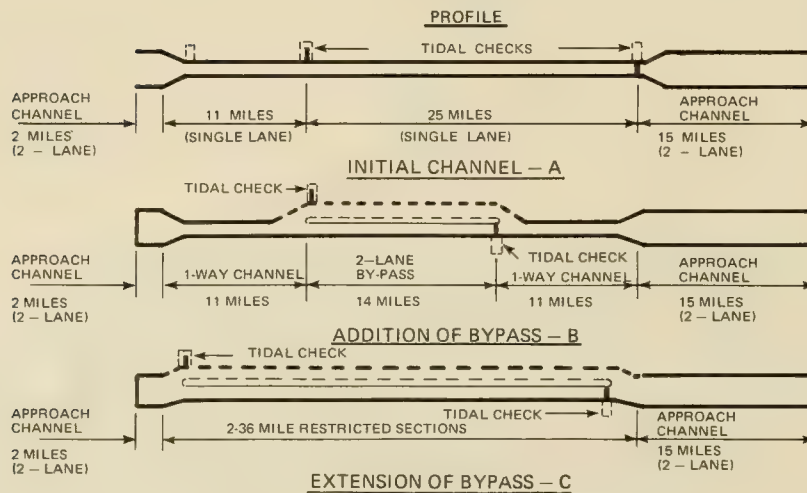 PROFILE
TIDAL CHECKS
APPROACH
CHANNEL
2 MILES
(2 – LANE)
11 MILES
(SINGLE LANE)
25 MILES
(SINGLE LANE)
APPROACH
CHANNEL
15 MILES
(2 – LANE)
INITIAL CHANNEL – A
TIDAL CHECK
APPROACH
CHANNEL
2 MILES
(2 – LANE)
1-WAY CHANNEL
11 MILES
2–LANE
BY-PASS
14 MILES
TIDAL CHECK
1-WAY CHANNEL
11 MILES
APPROACH
CHANNEL
15 MILES
(2 – LANE)
ADDITION OF BYPASS – B
TIDAL CHECK
APPROACH
CHANNEL
2 MILES
(2 – LANE)
2-36 MILE RESTRICTED SECTIONS
TIDAL CHECK
APPROACH
CHANNEL
15 MILES
(2 – LANE)
EXTENSION OF BYPASS – C